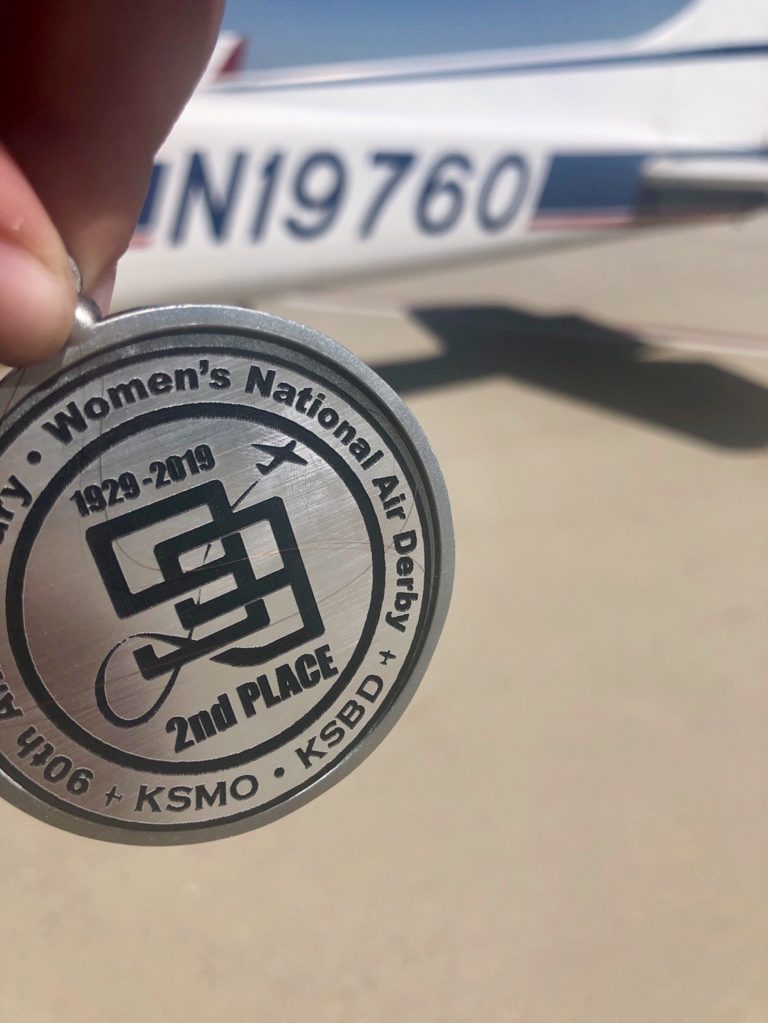 N19760
Women's National Air Derby
1929-2019
99
2nd PLACE
90th
KSMO • KSBD